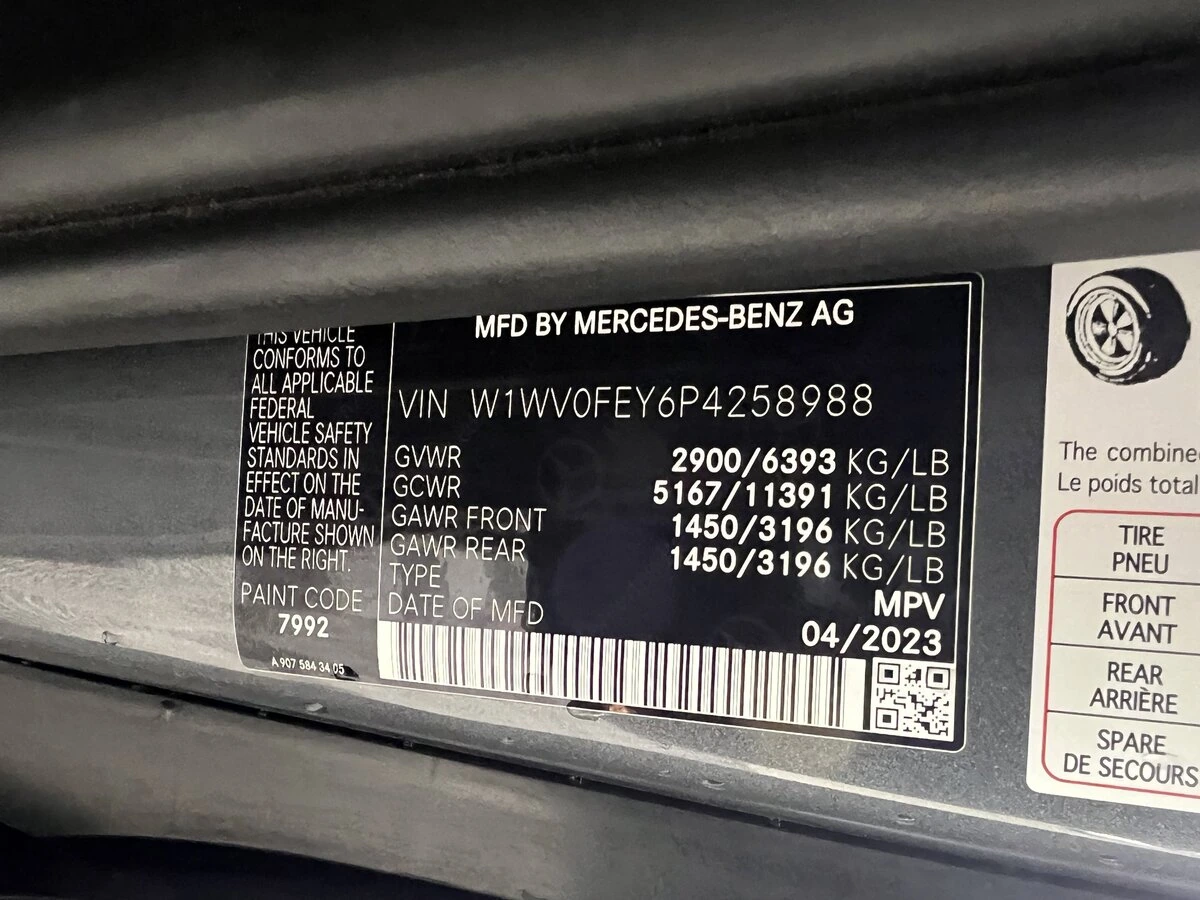 THIS VEHICLE
CONFORMS TO
ALL APPLICABLE
FEDERAL
VEHICLE SAFETY
STANDARDS IN
EFFECT ON THE
DATE OF MANU-
FACTURE SHOWN
ON THE RIGHT.
PAINT CODE
7992
A 907 584 34 05
MFD BY MERCEDES-BENZ AG
VIN W1WV0FEY6P4258988
GVWR 2900/6393 KG/LB
GCWR 5167/11391 KG/LB
GAWR FRONT 1450/3196 KG/LB
GAWR REAR 1450/3196 KG/LB
TYPE MPV
DATE OF MFD 04/2023
The combined
Le poids total
TIRE
PNEU
FRONT
AVANT
REAR
ARRIÈRE
SPARE
DE SECOURS